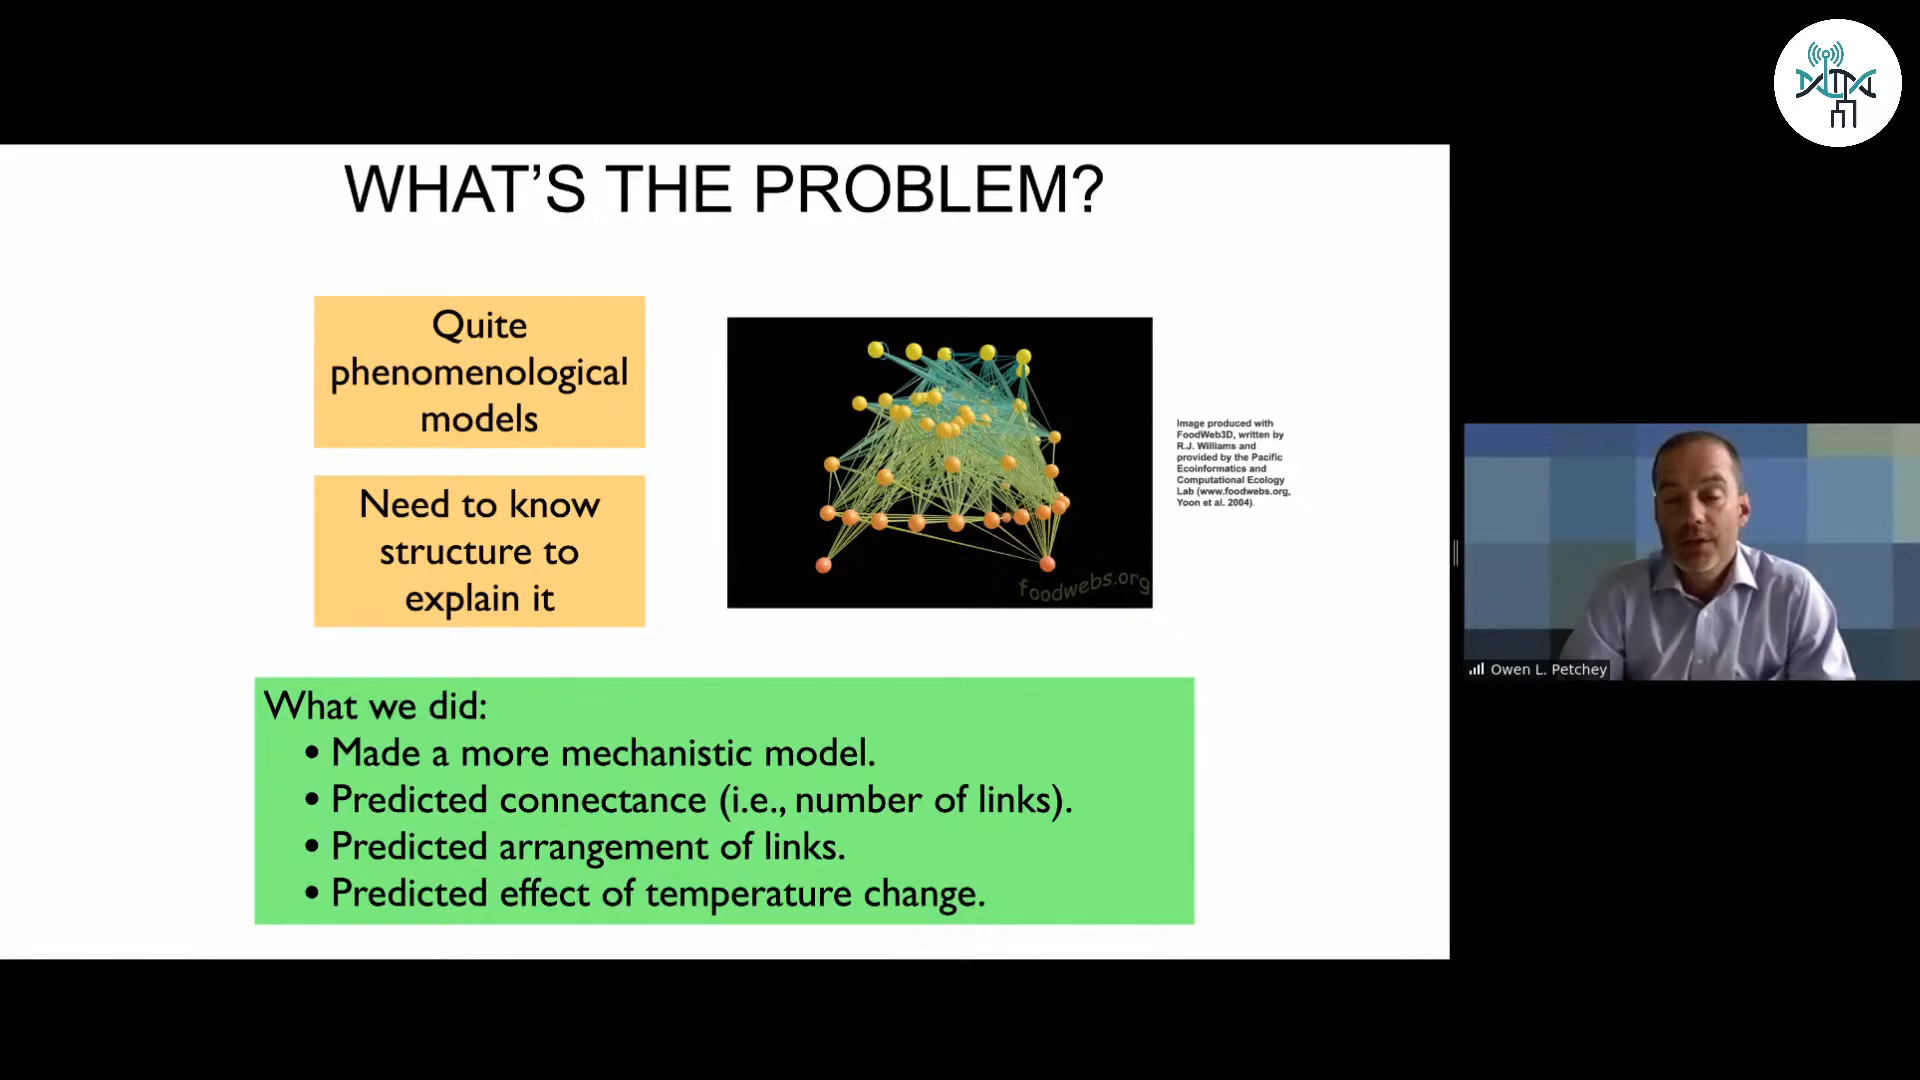 WHAT’S THE PROBLEM?
Quite
phenomenological
models
Need to know
structure to
explain it
foodwebs.org
Image produced with
FoodWeb3D, written by
R.J. Williams and
provided by the Pacific
Ecoinformatics and
Computational Ecology
Lab (www.foodwebs.org,
Yoon et al. 2004).
What we did:
• Made a more mechanistic model.
• Predicted connectance (i.e., number of links).
• Predicted arrangement of links.
• Predicted effect of temperature change.
Owen L. Petchey